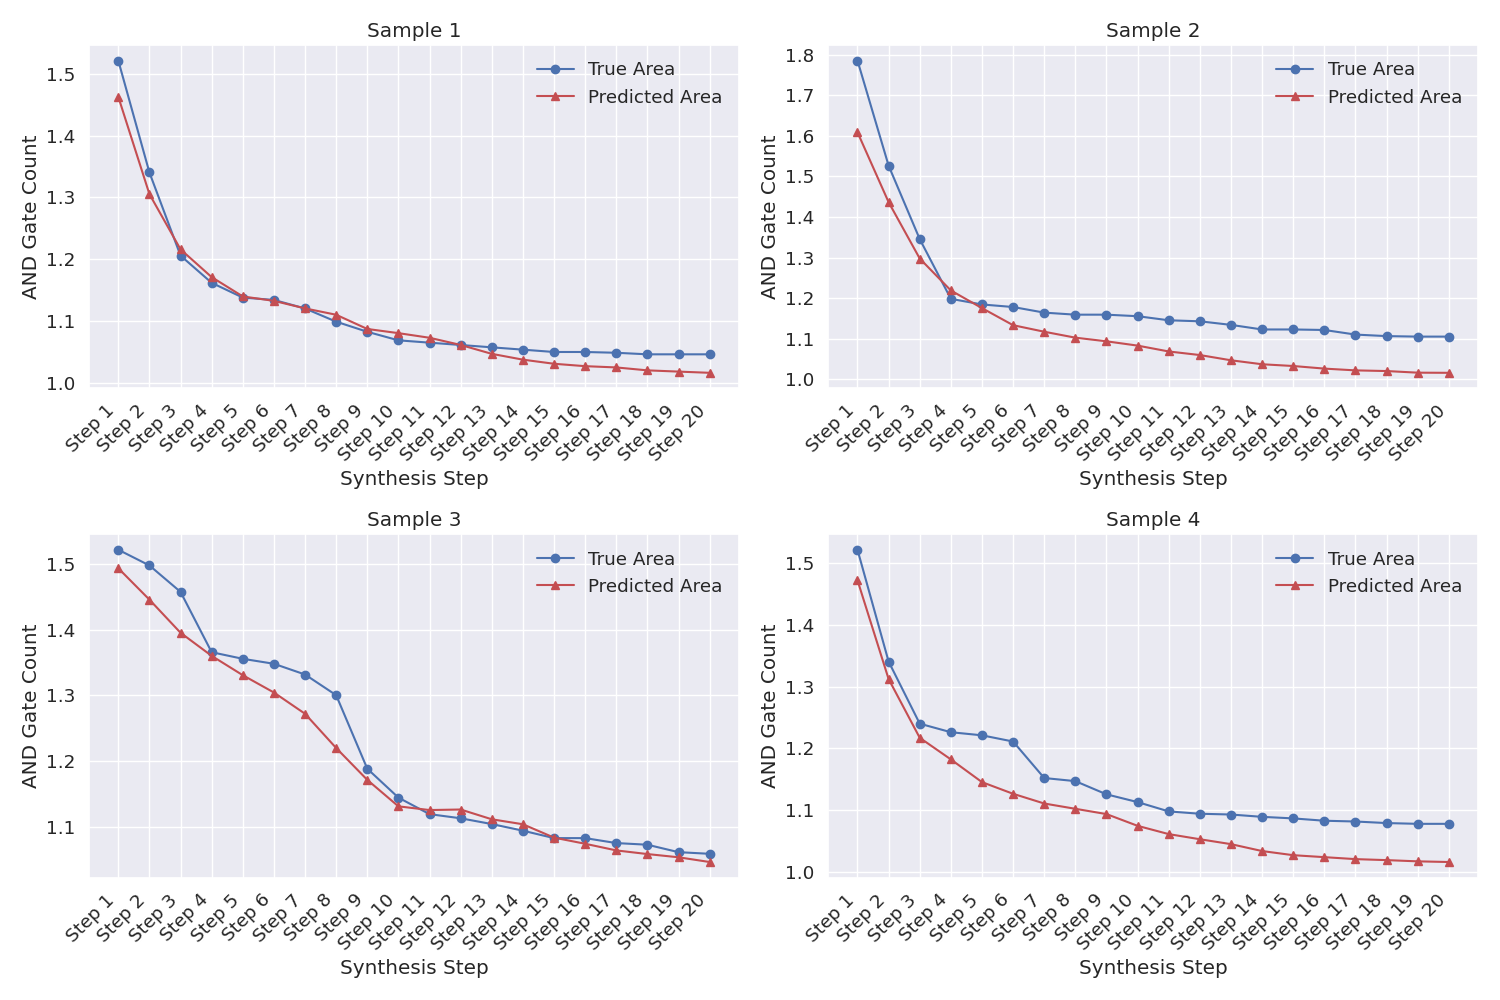 Sample 1
True Area
Predicted Area
AND Gate Count
1.5
1.4
1.3
1.2
1.1
1.0
Step 1
Step 2
Step 3
Step 4
Step 5
Step 6
Step 7
Step 8
Step 9
Step 10
Step 11
Step 12
Step 13
Step 14
Step 15
Step 16
Step 17
Step 18
Step 19
Step 20
Synthesis Step
Sample 2
True Area
Predicted Area
AND Gate Count
1.8
1.7
1.6
1.5
1.4
1.3
1.2
1.1
1.0
Step 1
Step 2
Step 3
Step 4
Step 5
Step 6
Step 7
Step 8
Step 9
Step 10
Step 11
Step 12
Step 13
Step 14
Step 15
Step 16
Step 17
Step 18
Step 19
Step 20
Synthesis Step
Sample 3
True Area
Predicted Area
AND Gate Count
1.5
1.4
1.3
1.2
1.1
Step 1
Step 2
Step 3
Step 4
Step 5
Step 6
Step 7
Step 8
Step 9
Step 10
Step 11
Step 12
Step 13
Step 14
Step 15
Step 16
Step 17
Step 18
Step 19
Step 20
Synthesis Step
Sample 4
True Area
Predicted Area
AND Gate Count
1.5
1.4
1.3
1.2
1.1
1.0
Step 1
Step 2
Step 3
Step 4
Step 5
Step 6
Step 7
Step 8
Step 9
Step 10
Step 11
Step 12
Step 13
Step 14
Step 15
Step 16
Step 17
Step 18
Step 19
Step 20
Synthesis Step